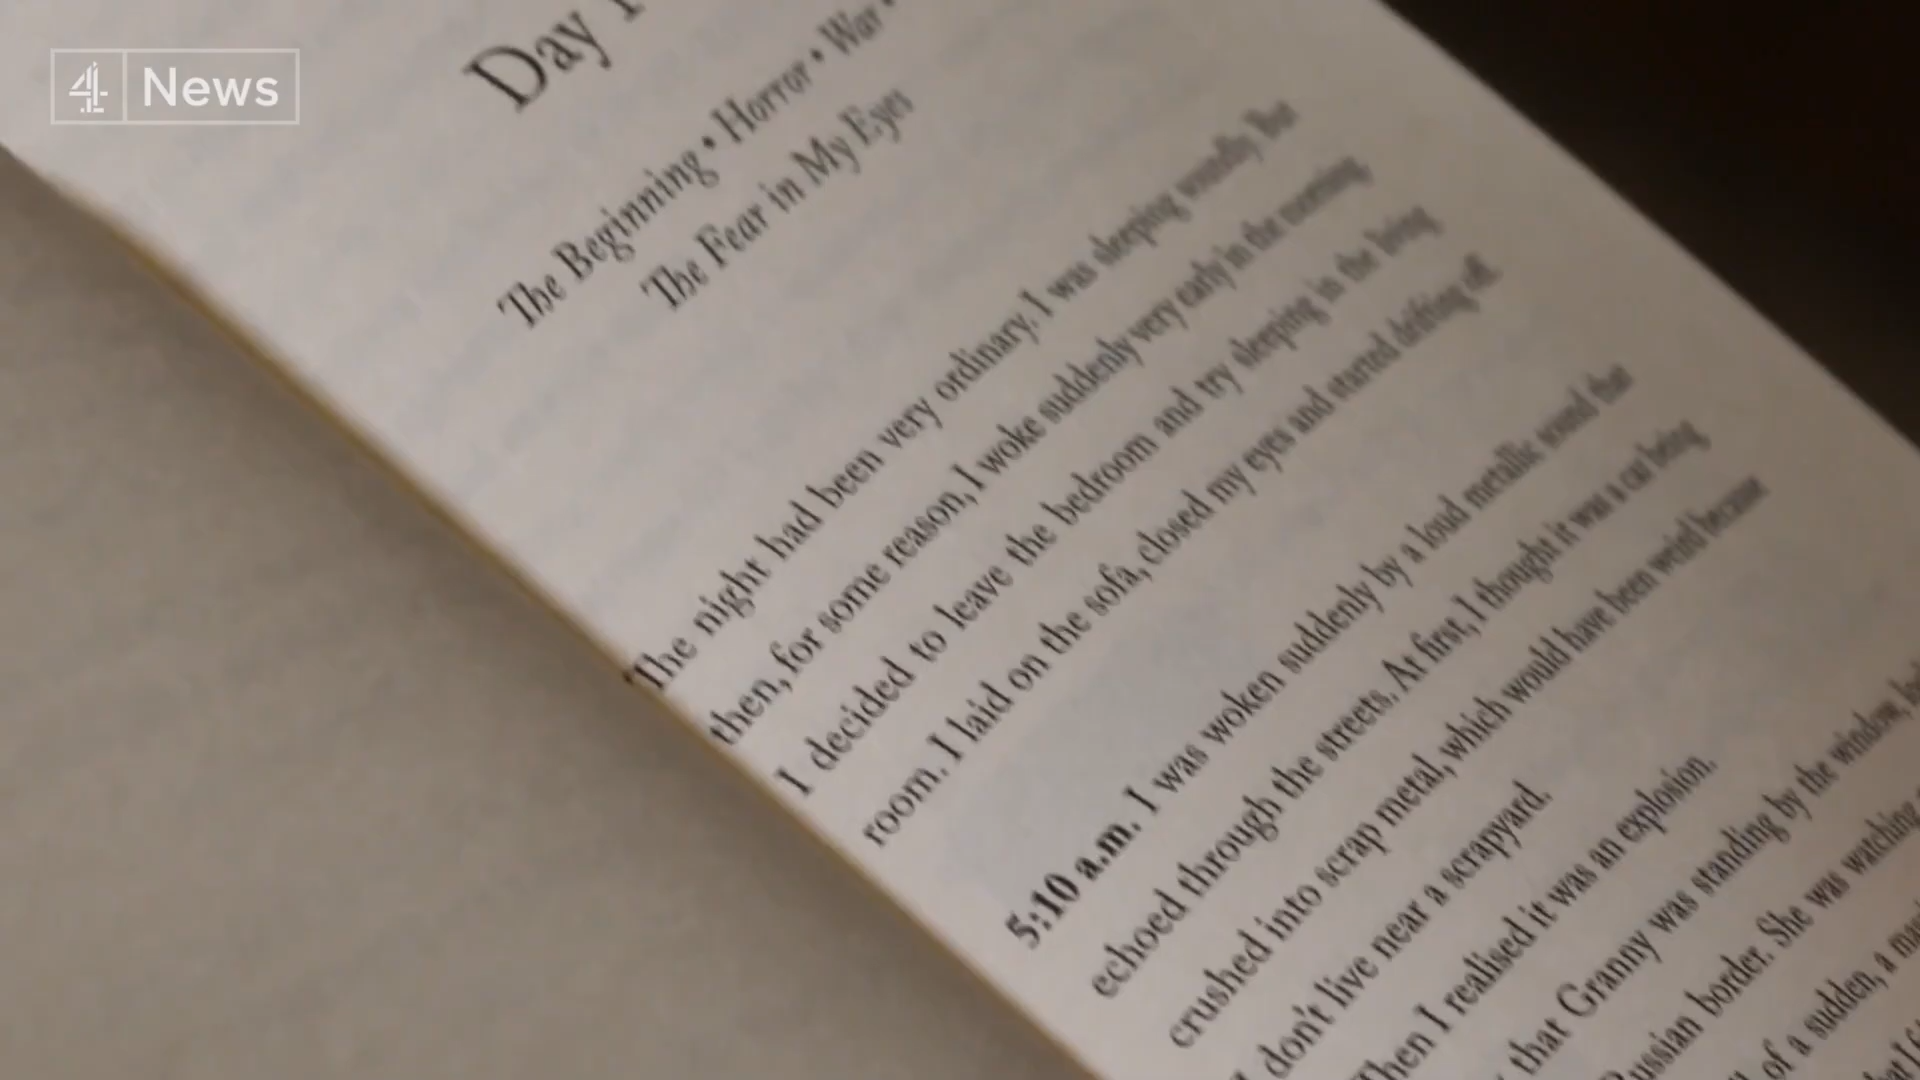 4 News
Day 1
The Beginning • Horror • War •
The Fear in My Eyes
The night had been very ordinary. I was sleeping soundly. But
then, for some reason, I woke suddenly very early in the morning.
I decided to leave the bedroom and try sleeping in the living
room. I laid on the sofa, closed my eyes and started drifting off.
5:10 a.m. I was woken suddenly by a loud metallic sound that
echoed through the streets. At first, I thought it was a car being
crushed into scrap metal, which would have been weird because
I don't live near a scrapyard.
Then I realised it was an explosion.
that Granny was standing by the window,
Russian border. She was watching
of a sudden, a